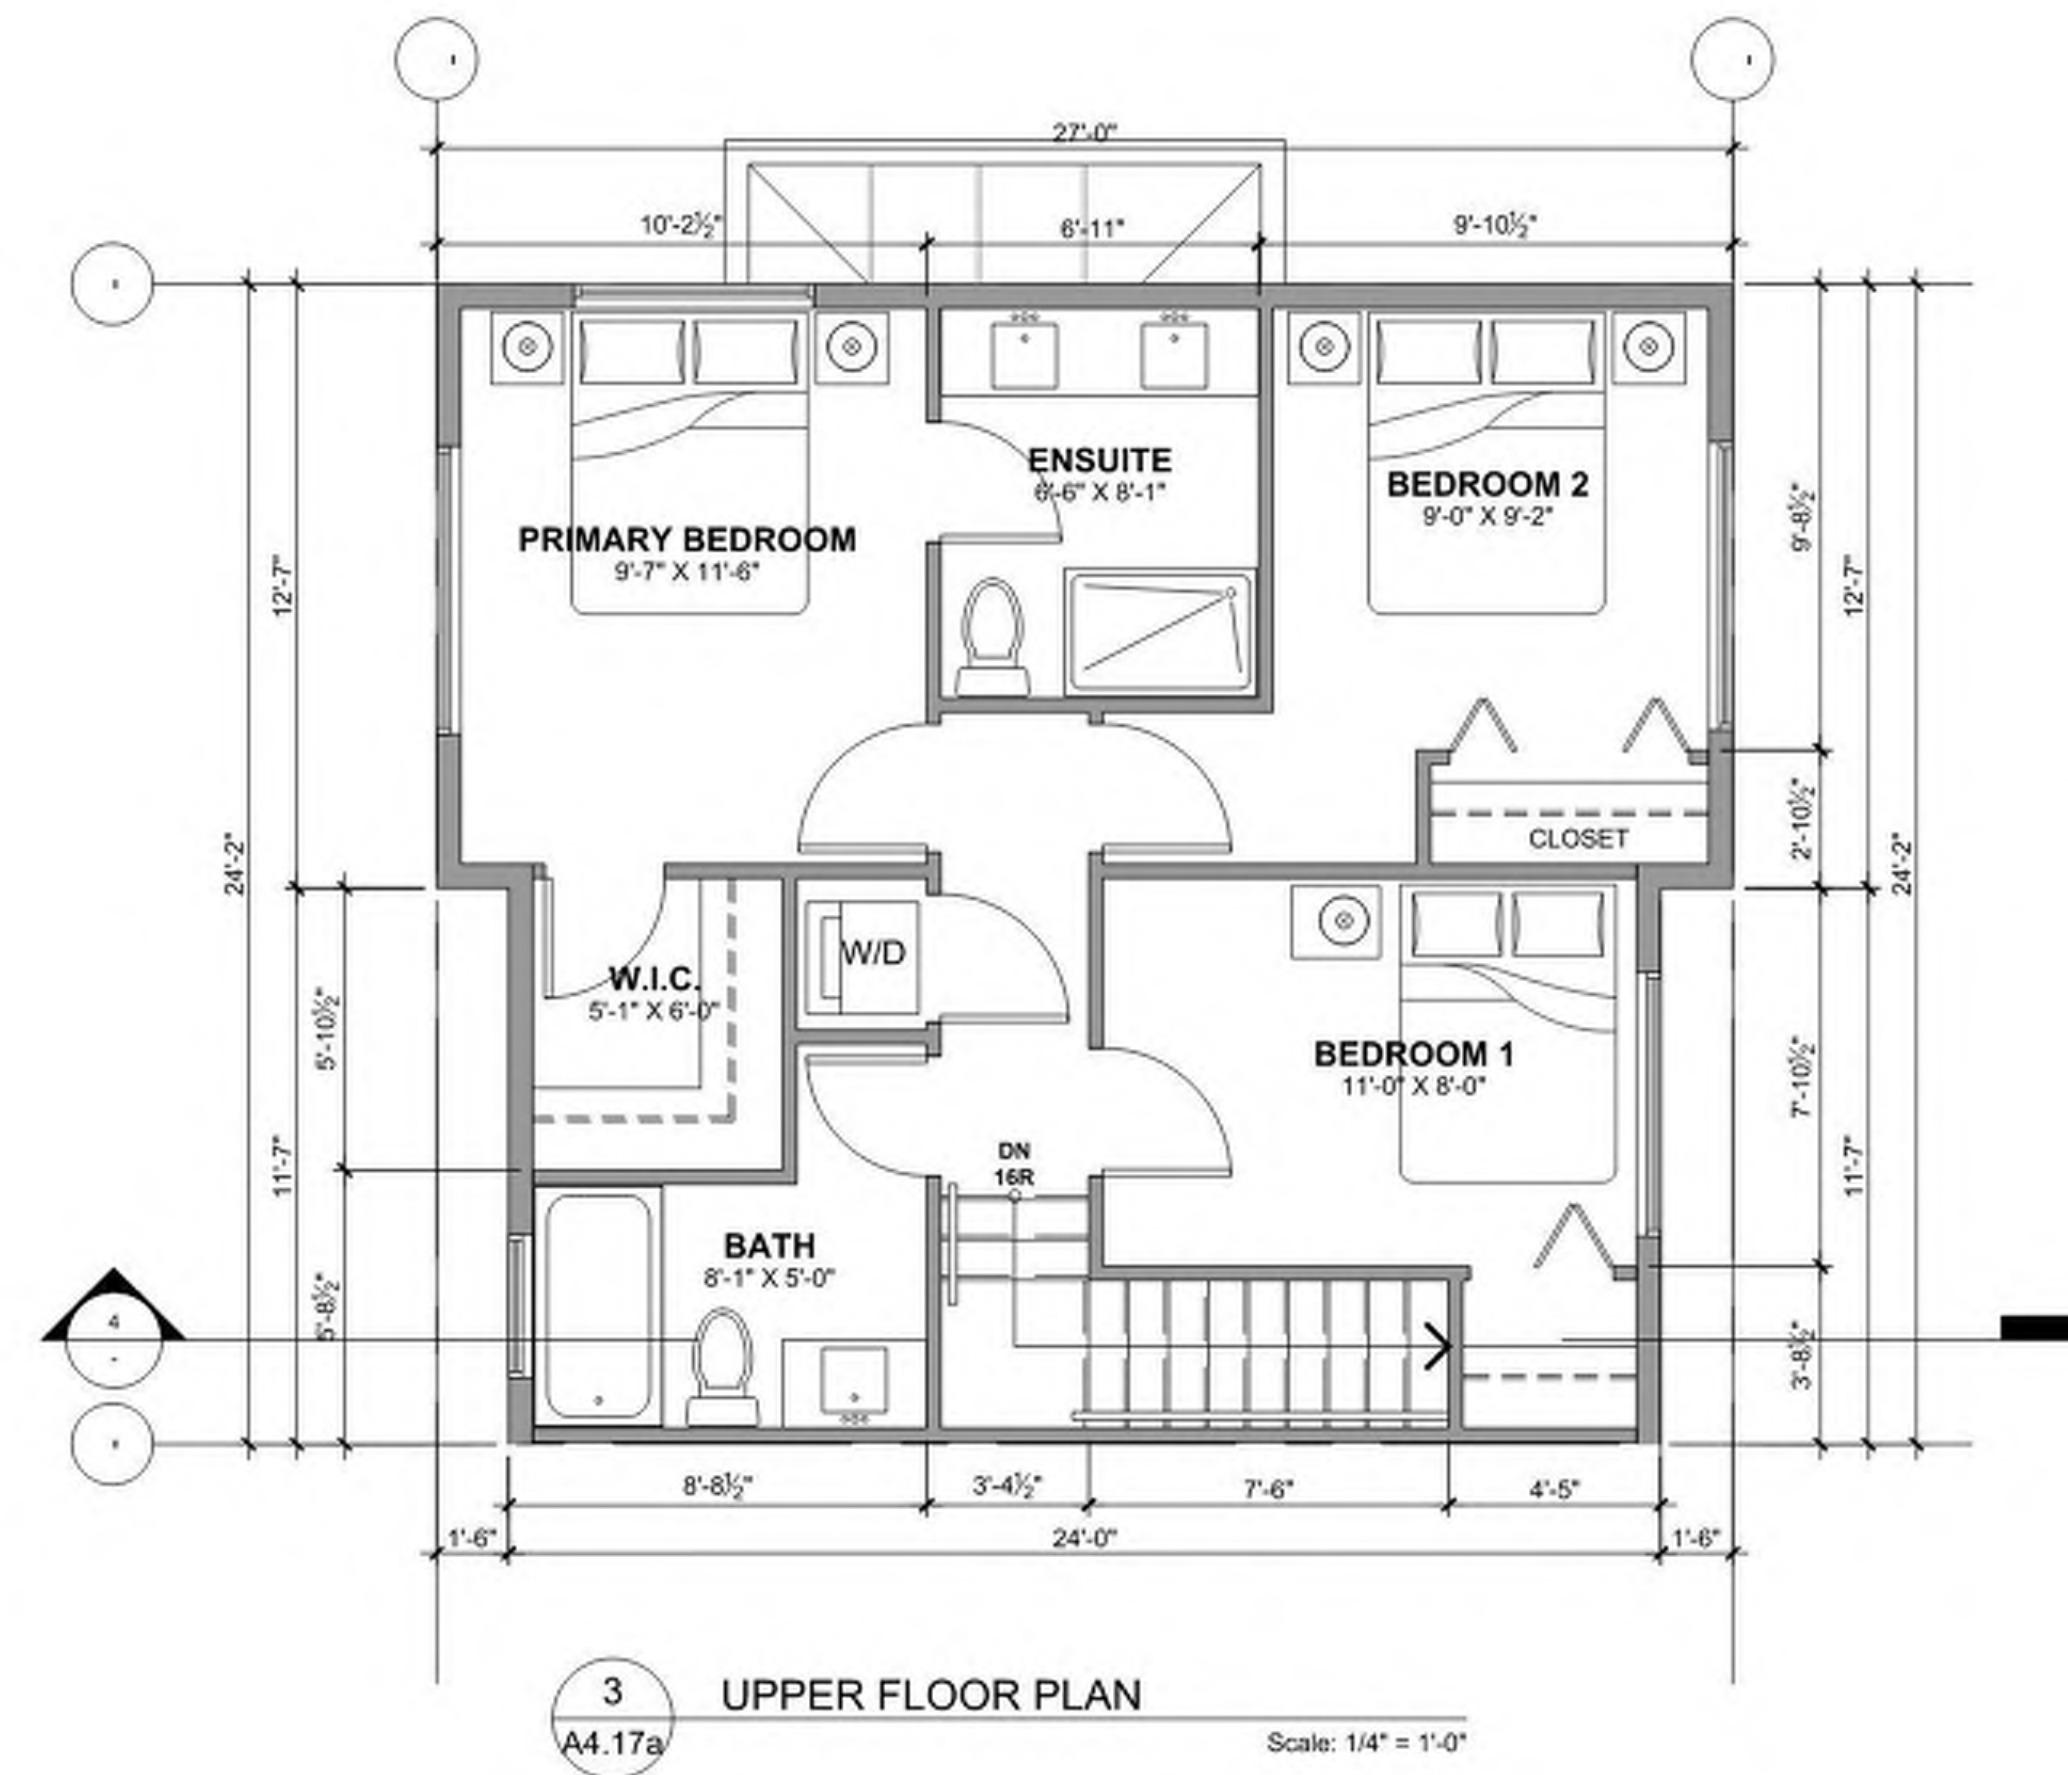 27'-0"
10'-2½"
6'-11"
9'-10½"
ENSUITE
6'-6" X 8'-1"
BEDROOM 2
9'-0" X 9'-2"
PRIMARY BEDROOM
9'-7" X 11'-6"
9'-8½"
12'-7"
12'-7"
CLOSET
2'-10½"
24'-2"
24'-2"
W/D
W.I.C.
5'-1" X 6'-0"
5'-10½"
BEDROOM 1
11'-0" X 8'-0"
7'-10½"
DN
16R
11'-7"
11'-7"
BATH
8'-1" X 5'-0"
5'-8½"
4
-
3'-8½"
8'-8½"
3'-4½"
7'-6"
4'-5"
1'-6"
24'-0"
1'-6"
3
UPPER FLOOR PLAN
A4.17a
Scale: 1/4" = 1'-0"